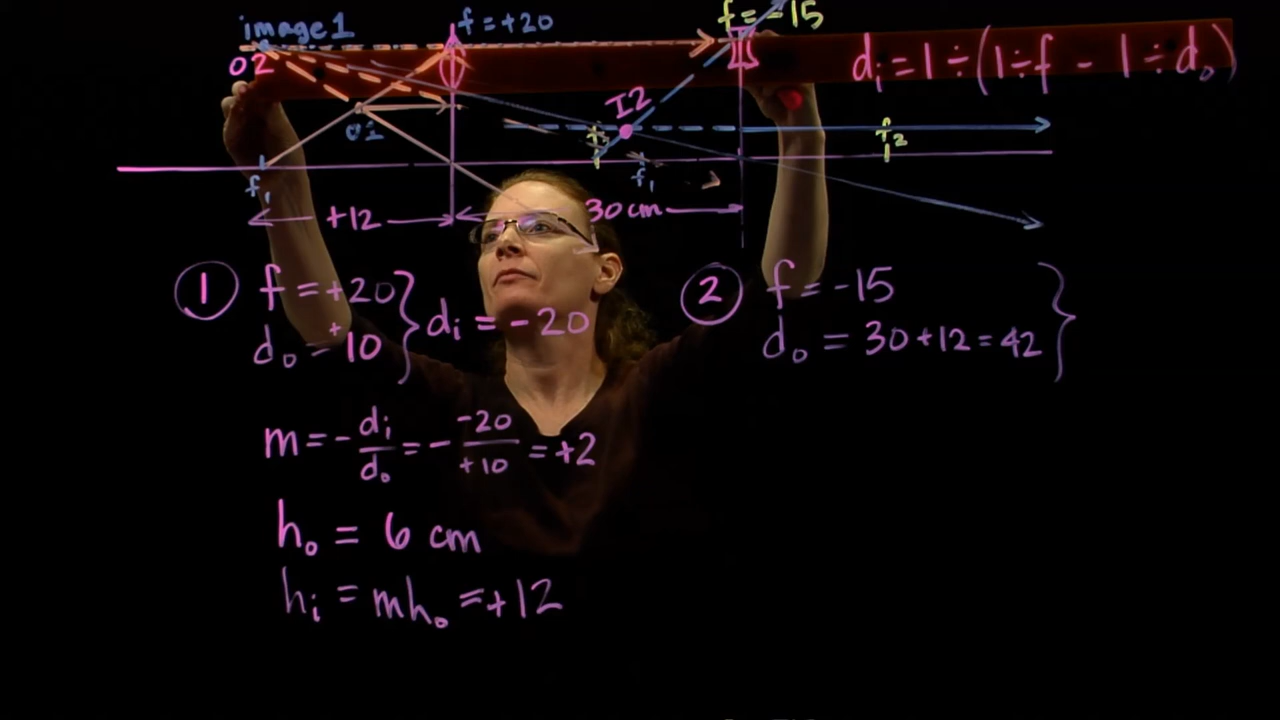 image1
f = +20
f = -15
dᵢ = 1 ÷ (1 ÷ f - 1 ÷ dₒ)
O2
O1
I2
f₂
f₁
f₁
f₂
+12
30 cm
① f = +20
dₒ = +10 } dᵢ = -20
② f = -15
dₒ = 30 + 12 = 42 }
m = - dᵢ/dₒ = - -20/+10 = +2
hₒ = 6 cm
hᵢ = mhₒ = +12